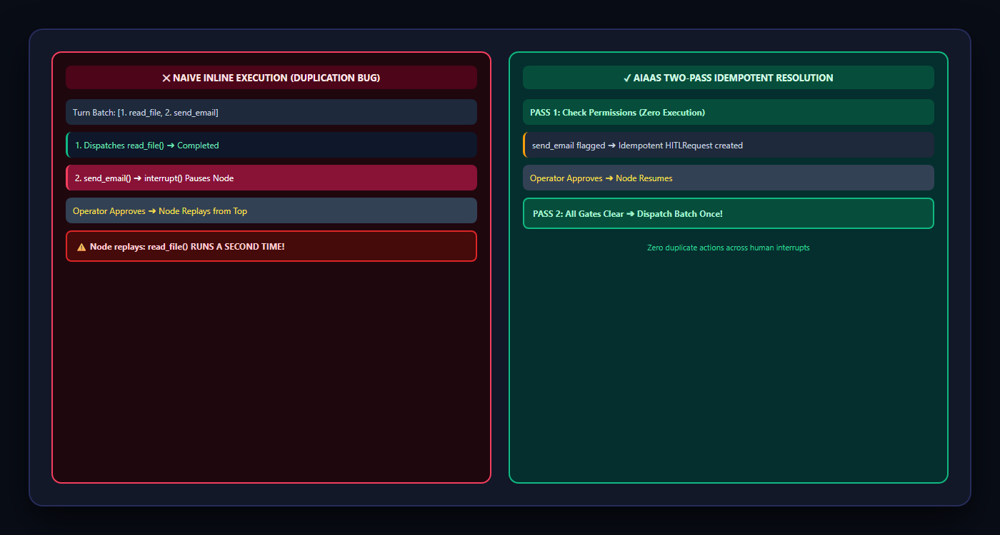 ❌ NAIVE INLINE EXECUTION (DUPLICATION BUG)
Turn Batch: [1. read_file, 2. send_email]
1. Dispatches read_file() ➔ Completed
2. send_email() ➔ interrupt() Pauses Node
Operator Approves ➔ Node Replays from Top
⚠️ Node replays: read_file() RUNS A SECOND TIME!
✓ AIAAS TWO-PASS IDEMPOTENT RESOLUTION
PASS 1: Check Permissions (Zero Execution)
send_email flagged ➔ Idempotent HITLRequest created
Operator Approves ➔ Node Resumes
PASS 2: All Gates Clear ➔ Dispatch Batch Once!
Zero duplicate actions across human interrupts